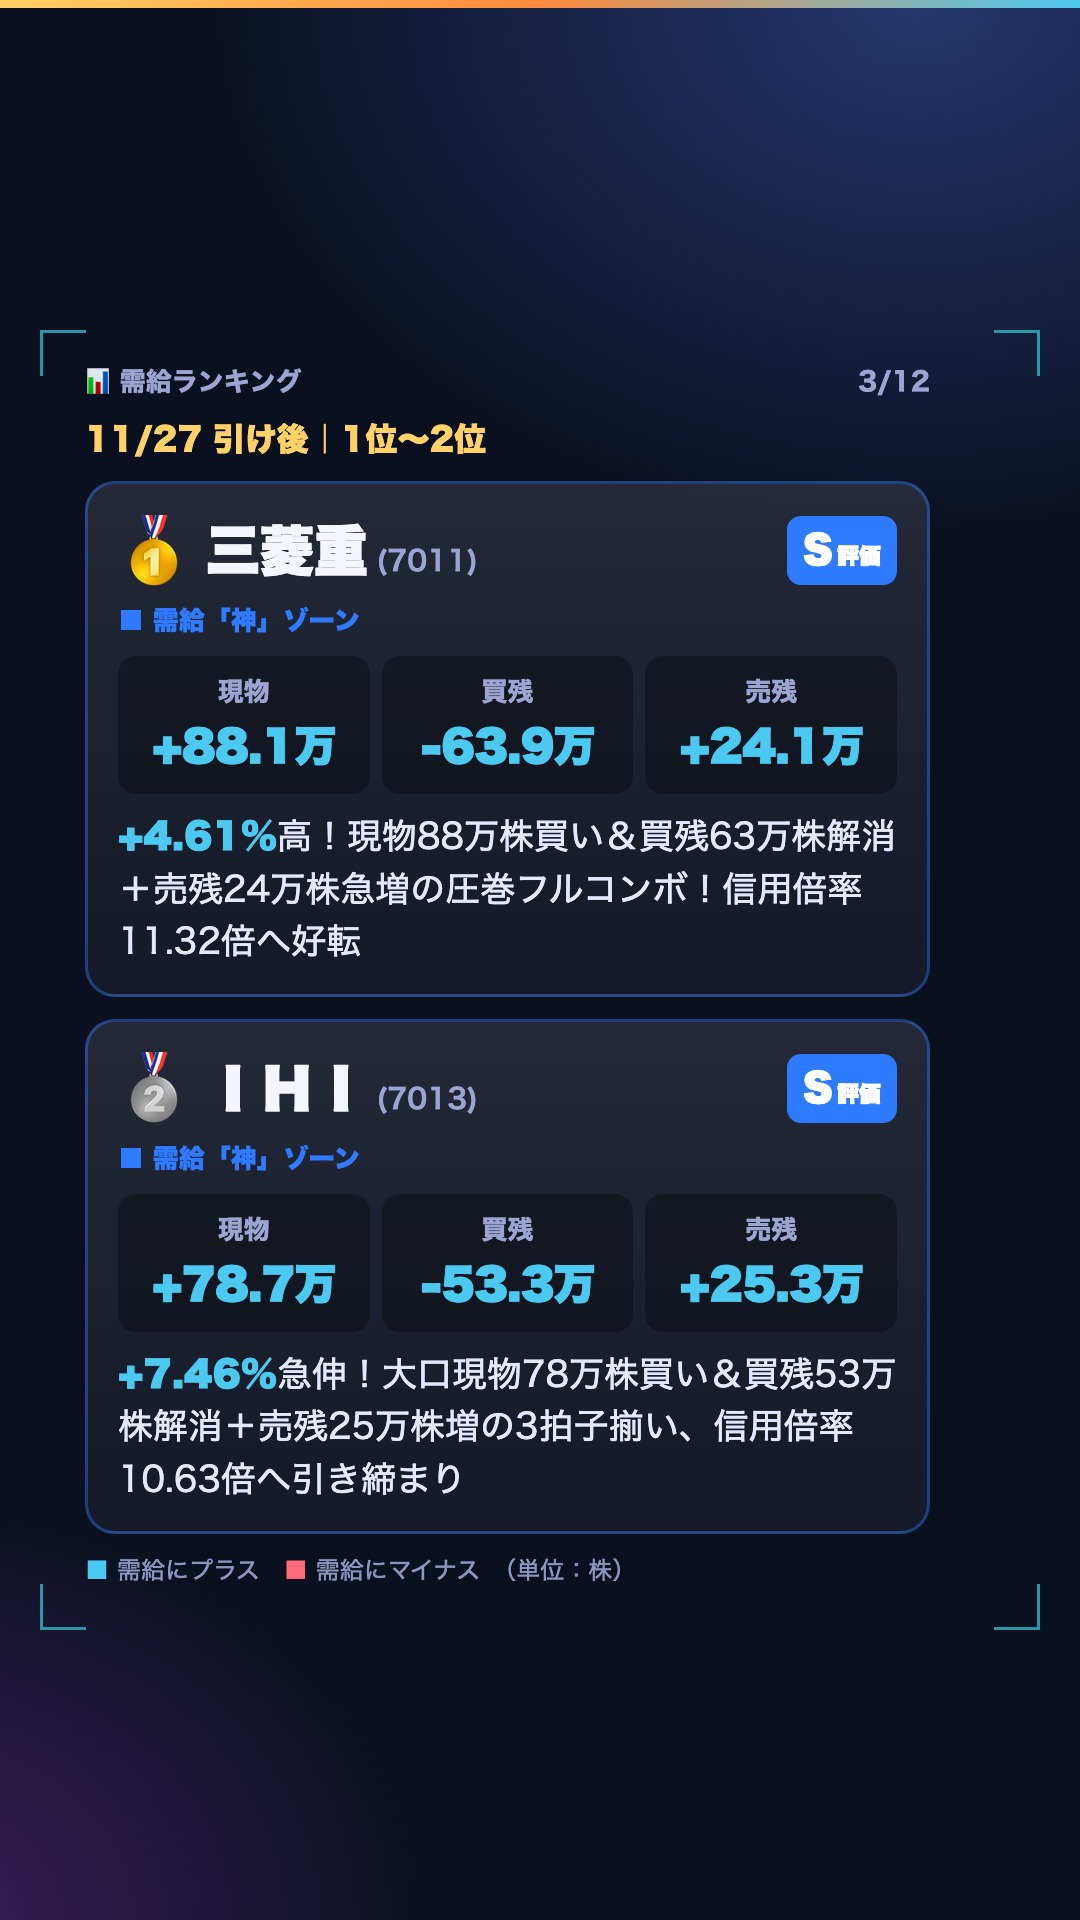 📊 需給ランキング 3/12
11/27 引け後｜1位〜2位
🥇 三菱重 (7011) S 評価
■ 需給「神」ゾーン
現物 買残 売残
+88.1万 -63.9万 +24.1万
+4.61%高！現物88万株買い＆買残63万株解消
＋売残24万株急増の圧巻フルコンボ！信用倍率
11.32倍へ好転
🥈 ＩＨＩ (7013) S 評価
■ 需給「神」ゾーン
現物 買残 売残
+78.7万 -53.3万 +25.3万
+7.46%急伸！大口現物78万株買い＆買残53万
株解消＋売残25万株増の3拍子揃い、信用倍率
10.63倍へ引き締まり
■ 需給にプラス ■ 需給にマイナス （単位：株）